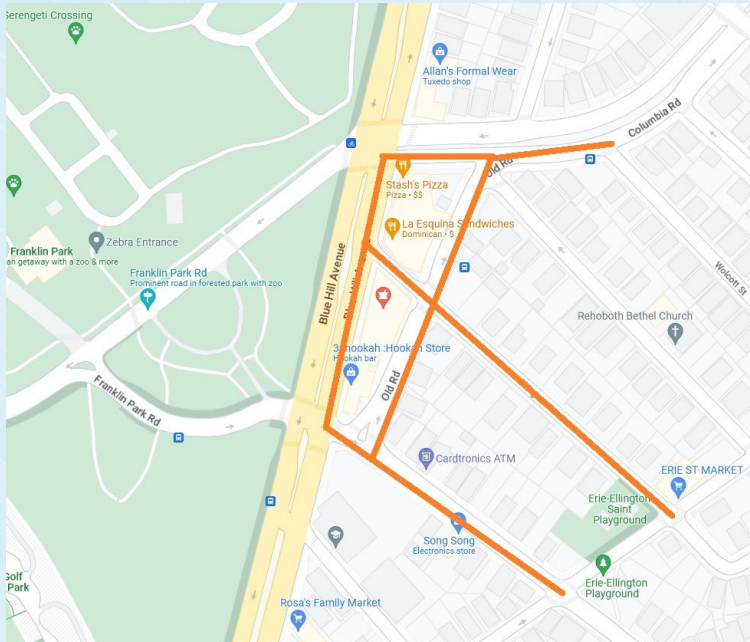 Serengeti Crossing
Allan's Formal Wear
Tuxedo shop
Columbia Rd
Old Rd
Stash's Pizza
Pizza • $$
La Esquina Sandwiches
Dominican • $
Zebra Entrance
Franklin Park
an getaway with a zoo & more
Franklin Park Rd
Prominent road in forested park with zoo
Blue Hill Avenue
Wolcott St
Rehoboth Bethel Church
:Hookah Store
Hookah bar
Old Rd
Franklin Park Rd
Cardtronics ATM
ERIE ST MARKET
Erie-Ellington
Saint
Playground
Song Song
Electronics store
Erie-Ellington
Playground
Golf
Park
Rosa's Family Market